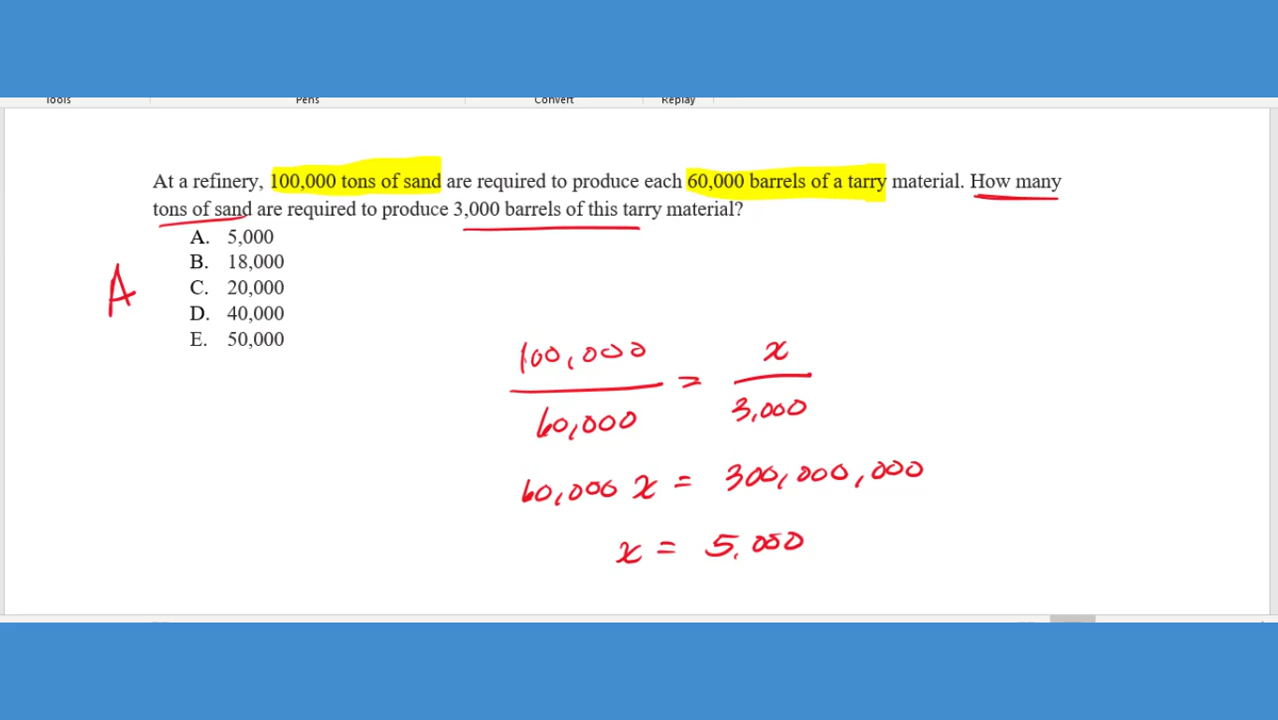 Tools Pens Convert Replay
At a refinery, 100,000 tons of sand are required to produce each 60,000 barrels of a tarry material. How many
tons of sand are required to produce 3,000 barrels of this tarry material?
A. 5,000
B. 18,000
C. 20,000
D. 40,000
E. 50,000
A
100,000 / 60,000 = x / 3,000
60,000 x = 300,000,000
x = 5,000